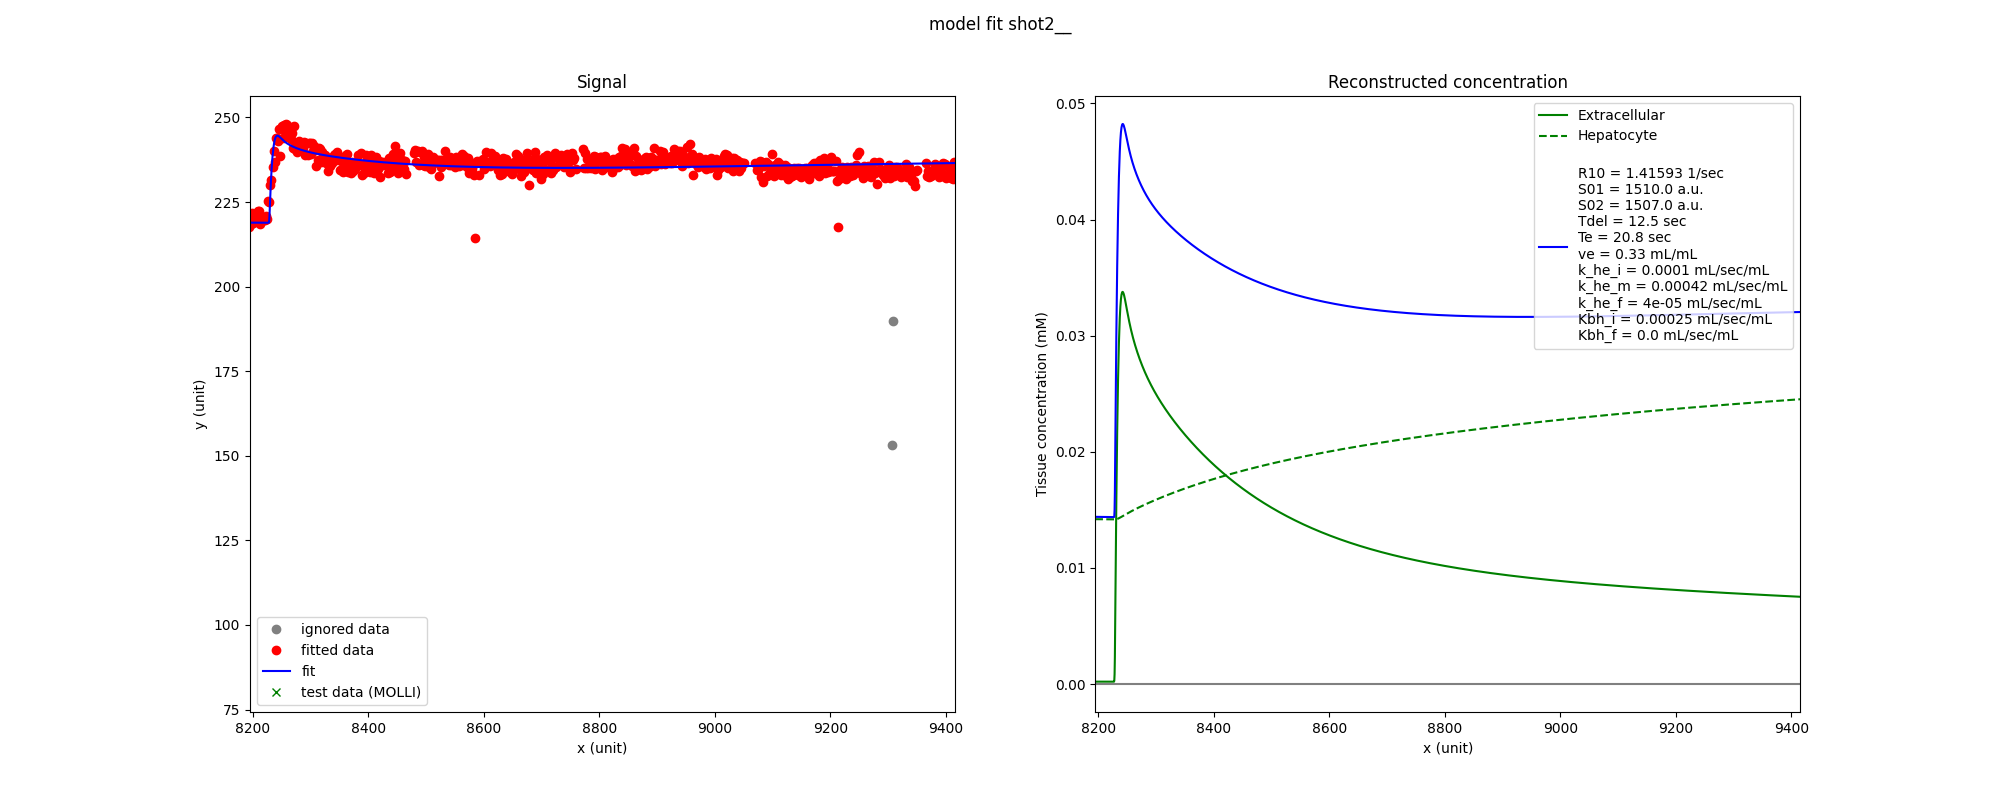 model fit shot2__
Signal
y (unit)
250
225
200
175
150
125
100
75
8200 8400 8600 8800 9000 9200 9400
x (unit)
ignored data
fitted data
fit
test data (MOLLI)
Reconstructed concentration
Tissue concentration (mM)
0.05
0.04
0.03
0.02
0.01
0.00
8200 8400 8600 8800 9000 9200 9400
x (unit)
Extracellular
Hepatocyte
R10 = 1.41593 1/sec
S01 = 1510.0 a.u.
S02 = 1507.0 a.u.
Tdel = 12.5 sec
Te = 20.8 sec
ve = 0.33 mL/mL
k_he_i = 0.0001 mL/sec/mL
k_he_m = 0.00042 mL/sec/mL
k_he_f = 4e-05 mL/sec/mL
Kbh_i = 0.00025 mL/sec/mL
Kbh_f = 0.0 mL/sec/mL